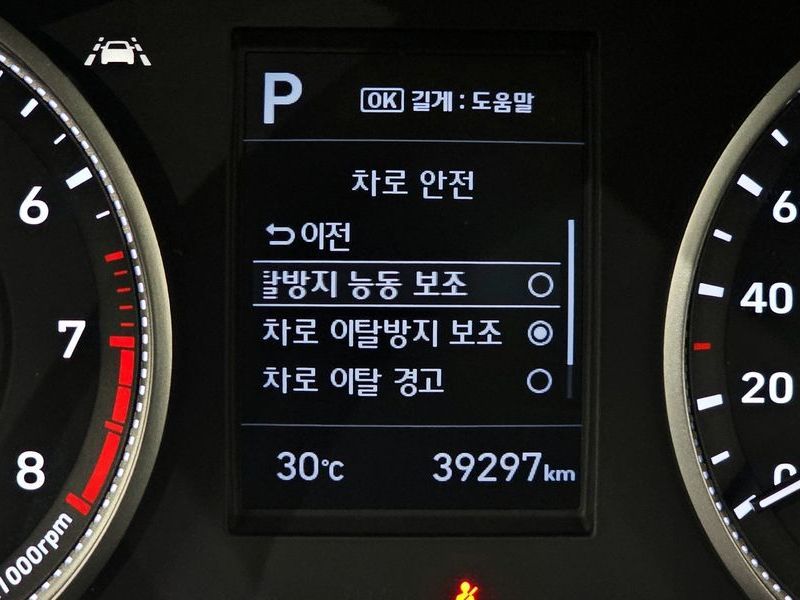 P
OK 길게 : 도움말
차로 안전
이전
탈방지 능동 보조
차로 이탈방지 보조
차로 이탈 경고
30°C
39297km
6
7
8
1000rpm
6
40
20
0